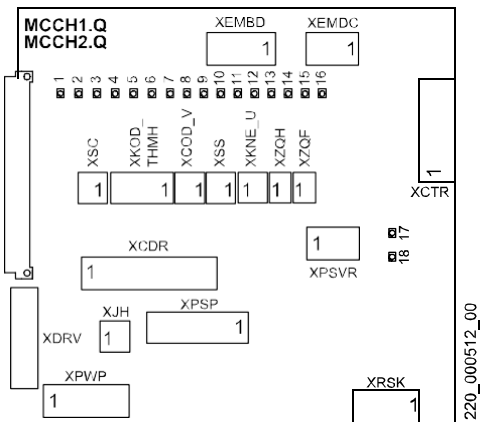 MCCH1.Q
MCCH2.Q
XEMBD
XEMDC
1
1
1 2 3 4 5 6 7 8 9 10 11 12 13 14 15 16
XSC
XKOD_
THMH
XCOD_V
XSS
XKNE_U
XZQH
XZQF
1 1 1 1 1 1 1
1
XCTR
17
18
1
XPSVR
XCDR
1
XJH
1
XPSP
1
XDRV
XPWP
1
XRSK
1
220_000512_00